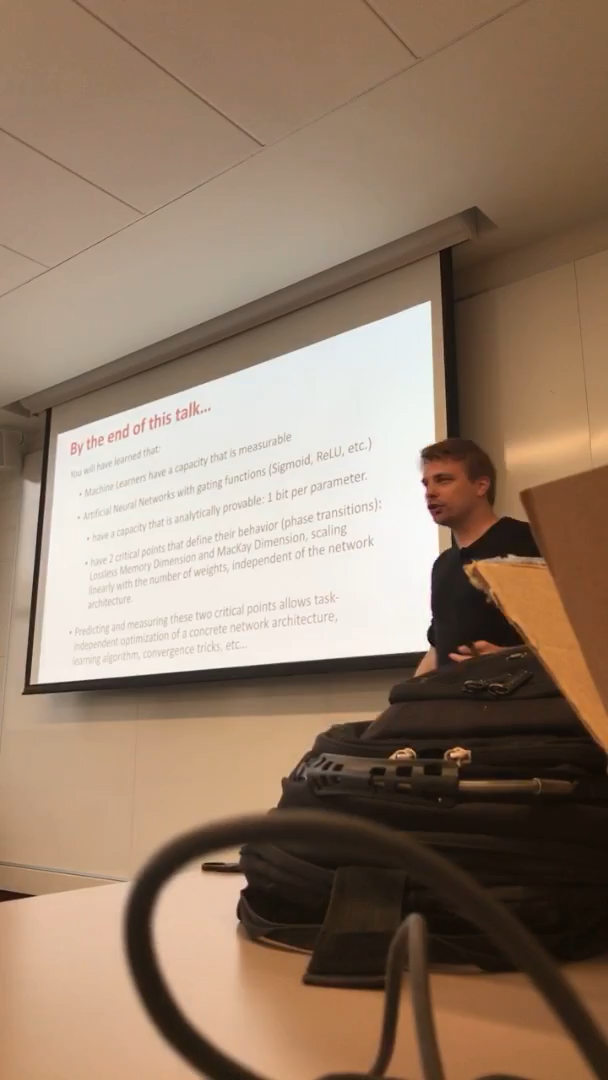 By the end of this talk...
You will have learned that:
• Machine Learners have a capacity that is measurable
• Artificial Neural Networks with gating functions (Sigmoid, ReLU, etc.)
• have a capacity that is analytically provable: 1 bit per parameter.
• have 2 critical points that define their behavior (phase transitions):
Lossless Memory Dimension and MacKay Dimension, scaling
linearly with the number of weights, independent of the network
architecture.
• Predicting and measuring these two critical points allows task-
independent optimization of a concrete network architecture,
learning algorithm, convergence tricks, etc...